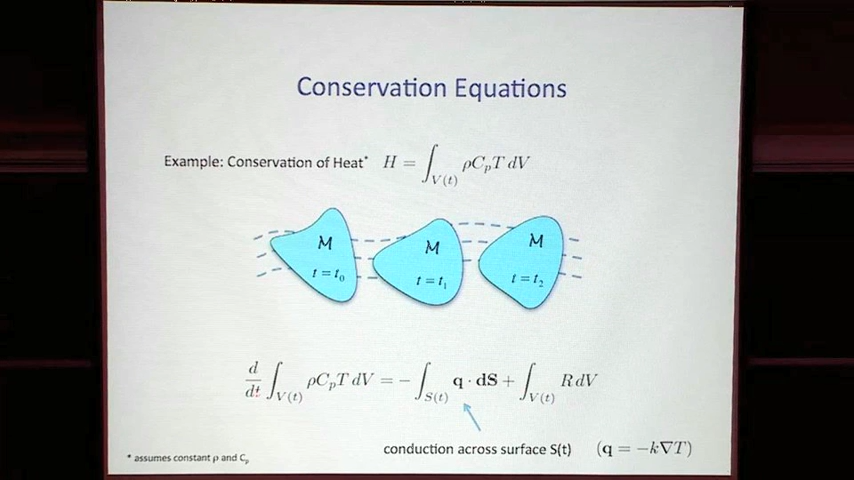 Conservation Equations
Example: Conservation of Heat* H = ∫_{V(t)} ρC_pT dV
M M M
t = t_0 t = t_1 t = t_2
d/dt ∫_{V(t)} ρC_pT dV = − ∫_{S(t)} q · dS + ∫_{V(t)} R dV
conduction across surface S(t) (q = −k∇T)
* assumes constant ρ and C_p